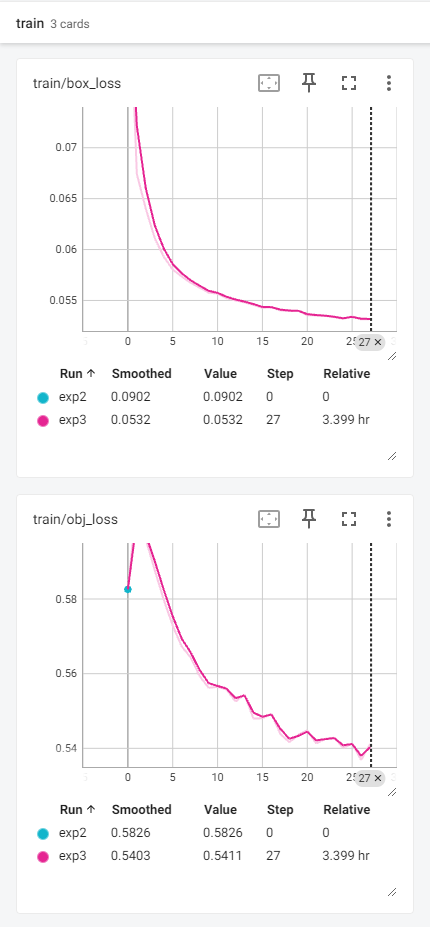 train 3 cards
train/box_loss
0.07
0.065
0.06
0.055
0 5 10 15 20 27
Run Smoothed Value Step Relative
exp2 0.0902 0.0902 0 0
exp3 0.0532 0.0532 27 3.399 hr
train/obj_loss
0.58
0.56
0.54
0 5 10 15 20 27
Run Smoothed Value Step Relative
exp2 0.5826 0.5826 0 0
exp3 0.5403 0.5411 27 3.399 hr